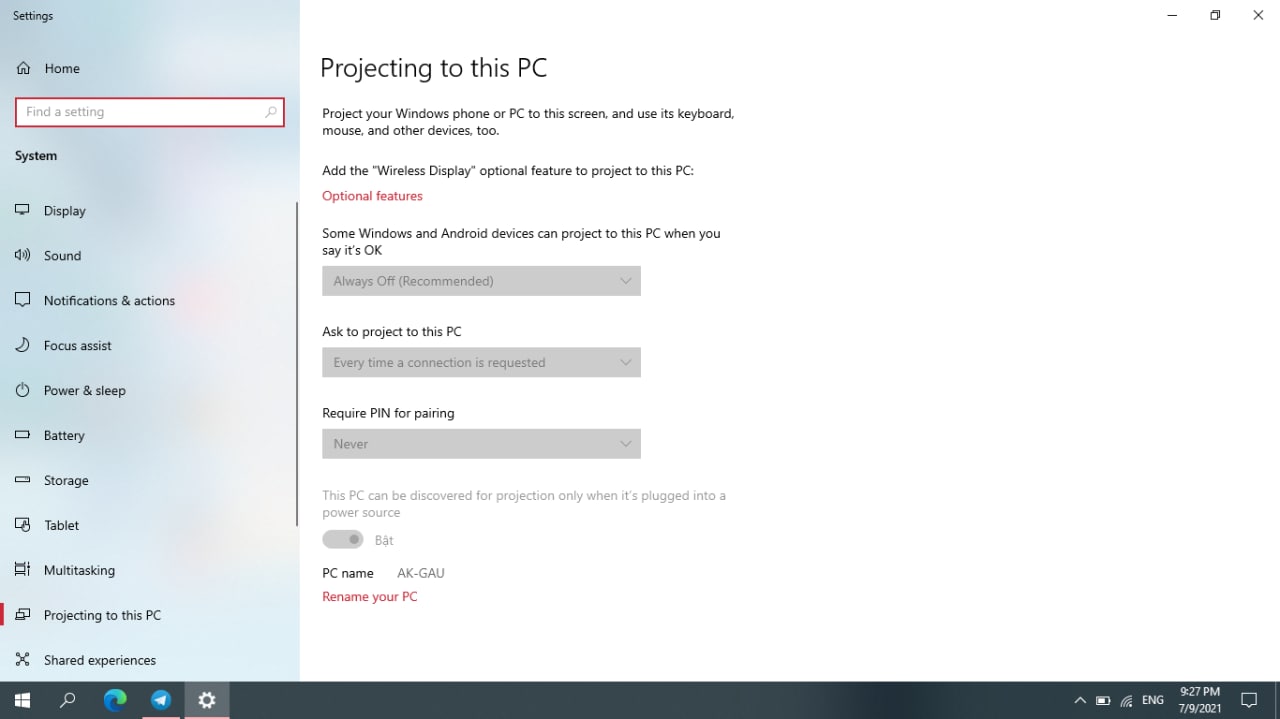 Settings
Home
Find a setting
System
Display
Sound
Notifications & actions
Focus assist
Power & sleep
Battery
Storage
Tablet
Multitasking
Projecting to this PC
Shared experiences
Projecting to this PC
Project your Windows phone or PC to this screen, and use its keyboard,
mouse, and other devices, too.
Add the "Wireless Display" optional feature to project to this PC:
Optional features
Some Windows and Android devices can project to this PC when you
say it's OK
Always Off (Recommended)
Ask to project to this PC
Every time a connection is requested
Require PIN for pairing
Never
This PC can be discovered for projection only when it's plugged into a
power source
Bật
PC name AK-GAU
Rename your PC
ENG
9:27 PM
7/9/2021